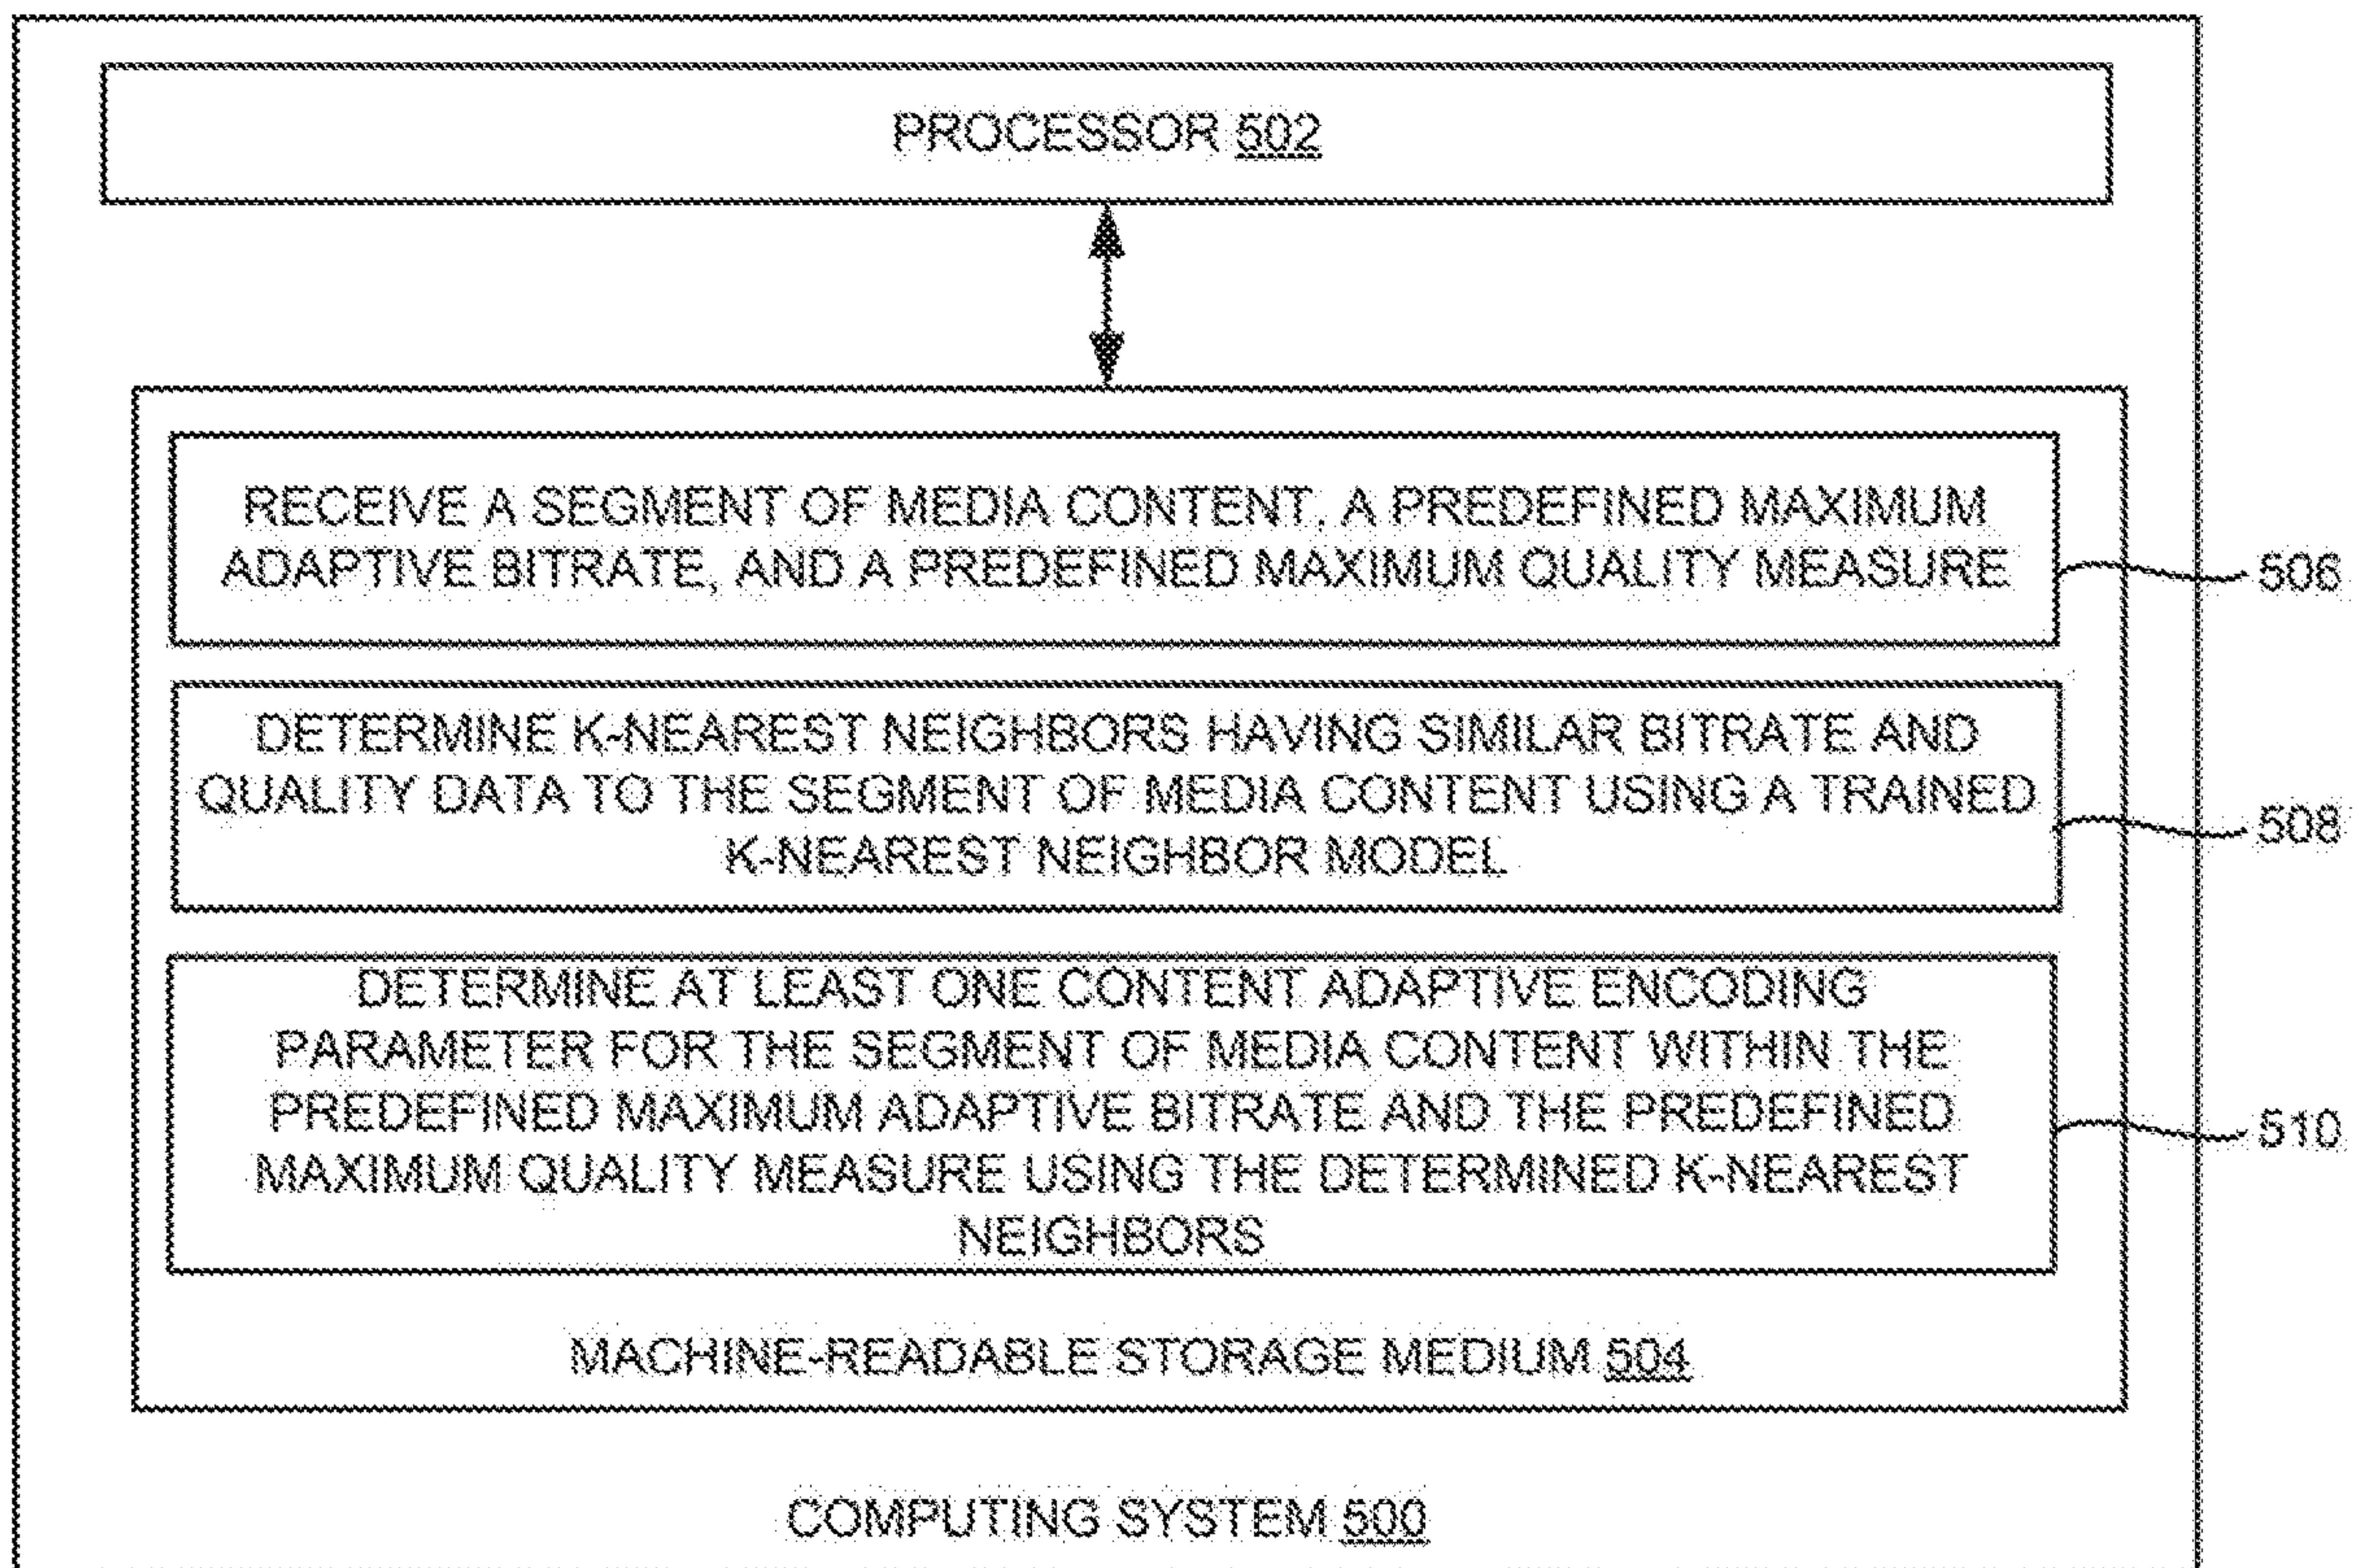 PROCESSOR 502
RECEIVE A SEGMENT OF MEDIA CONTENT, A PREDEFINED MAXIMUM
ADAPTIVE BITRATE, AND A PREDEFINED MAXIMUM QUALITY MEASURE
506
DETERMINE K-NEAREST NEIGHBORS HAVING SIMILAR BITRATE AND
QUALITY DATA TO THE SEGMENT OF MEDIA CONTENT USING A TRAINED
K-NEAREST NEIGHBOR MODEL
508
DETERMINE AT LEAST ONE CONTENT ADAPTIVE ENCODING
PARAMETER FOR THE SEGMENT OF MEDIA CONTENT WITHIN THE
PREDEFINED MAXIMUM ADAPTIVE BITRATE AND THE PREDEFINED
MAXIMUM QUALITY MEASURE USING THE DETERMINED K-NEAREST
NEIGHBORS
510
MACHINE-READABLE STORAGE MEDIUM 504
COMPUTING SYSTEM 500